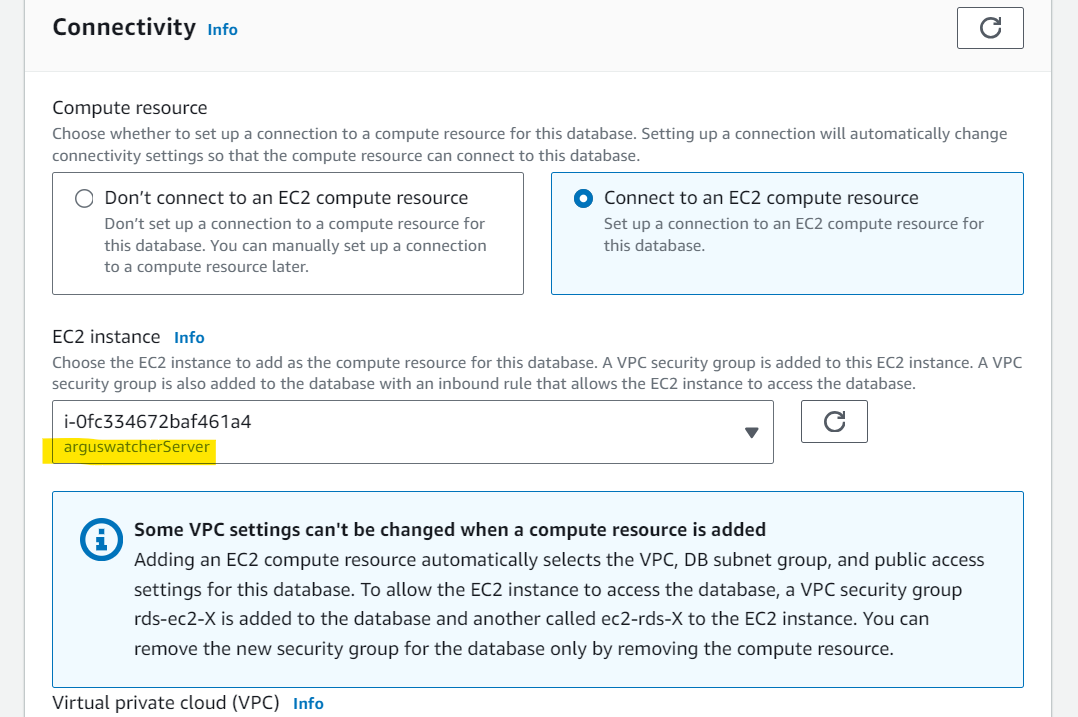 Connectivity Info
Compute resource
Choose whether to set up a connection to a compute resource for this database. Setting up a connection will automatically change
connectivity settings so that the compute resource can connect to this database.
Don’t connect to an EC2 compute resource
Don’t set up a connection to a compute resource for
this database. You can manually set up a connection
to a compute resource later.
Connect to an EC2 compute resource
Set up a connection to an EC2 compute resource for
this database.
EC2 instance Info
Choose the EC2 instance to add as the compute resource for this database. A VPC security group is added to this EC2 instance. A VPC
security group is also added to the database with an inbound rule that allows the EC2 instance to access the database.
i-0fc334672baf461a4
arguswatcherServer
Some VPC settings can't be changed when a compute resource is added
Adding an EC2 compute resource automatically selects the VPC, DB subnet group, and public access
settings for this database. To allow the EC2 instance to access the database, a VPC security group
rds-ec2-X is added to the database and another called ec2-rds-X to the EC2 instance. You can
remove the new security group for the database only by removing the compute resource.
Virtual private cloud (VPC) Info